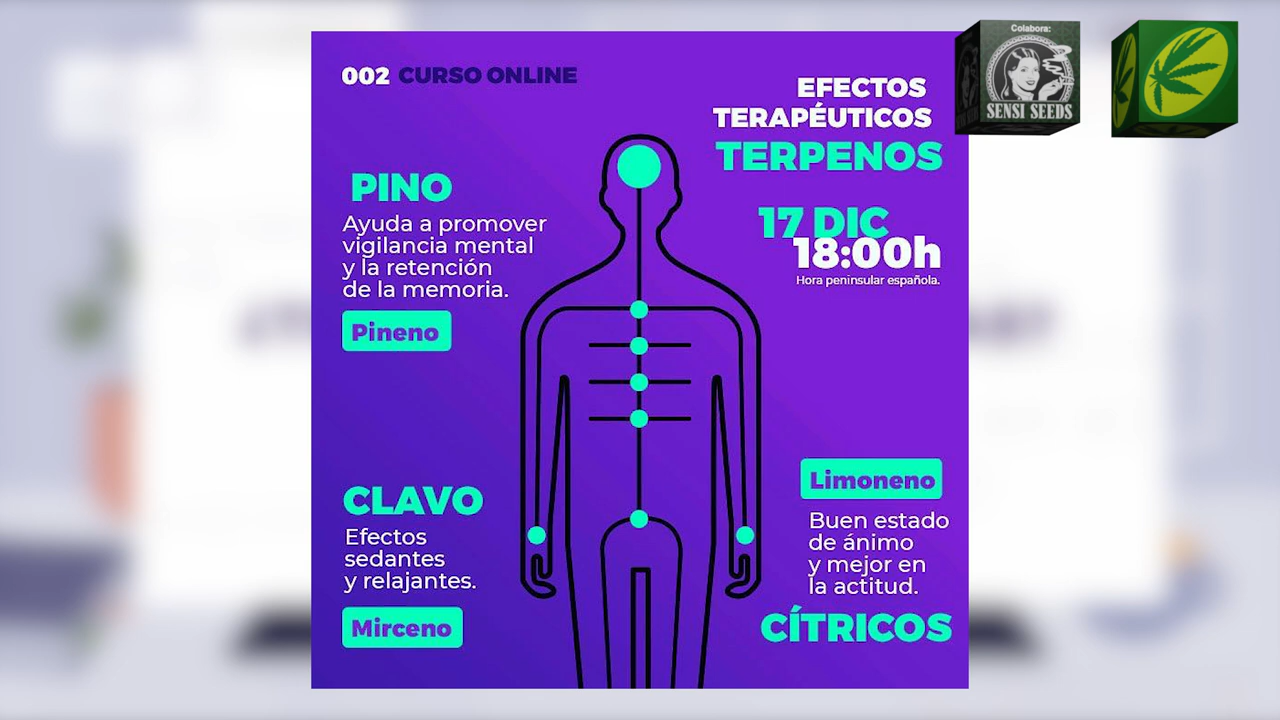 002 CURSO ONLINE
EFECTOS
TERAPÉUTICOS
TERPENOS
17 DIC
18:00h
Hora peninsular española.
PINO
Ayuda a promover
vigilancia mental
y la retención
de la memoria.
Pineno
CLAVO
Efectos
sedantes
y relajantes.
Mirceno
Limoneno
Buen estado
de ánimo
y mejor en
la actitud.
CÍTRICOS
Colabora:
SENSI SEEDS